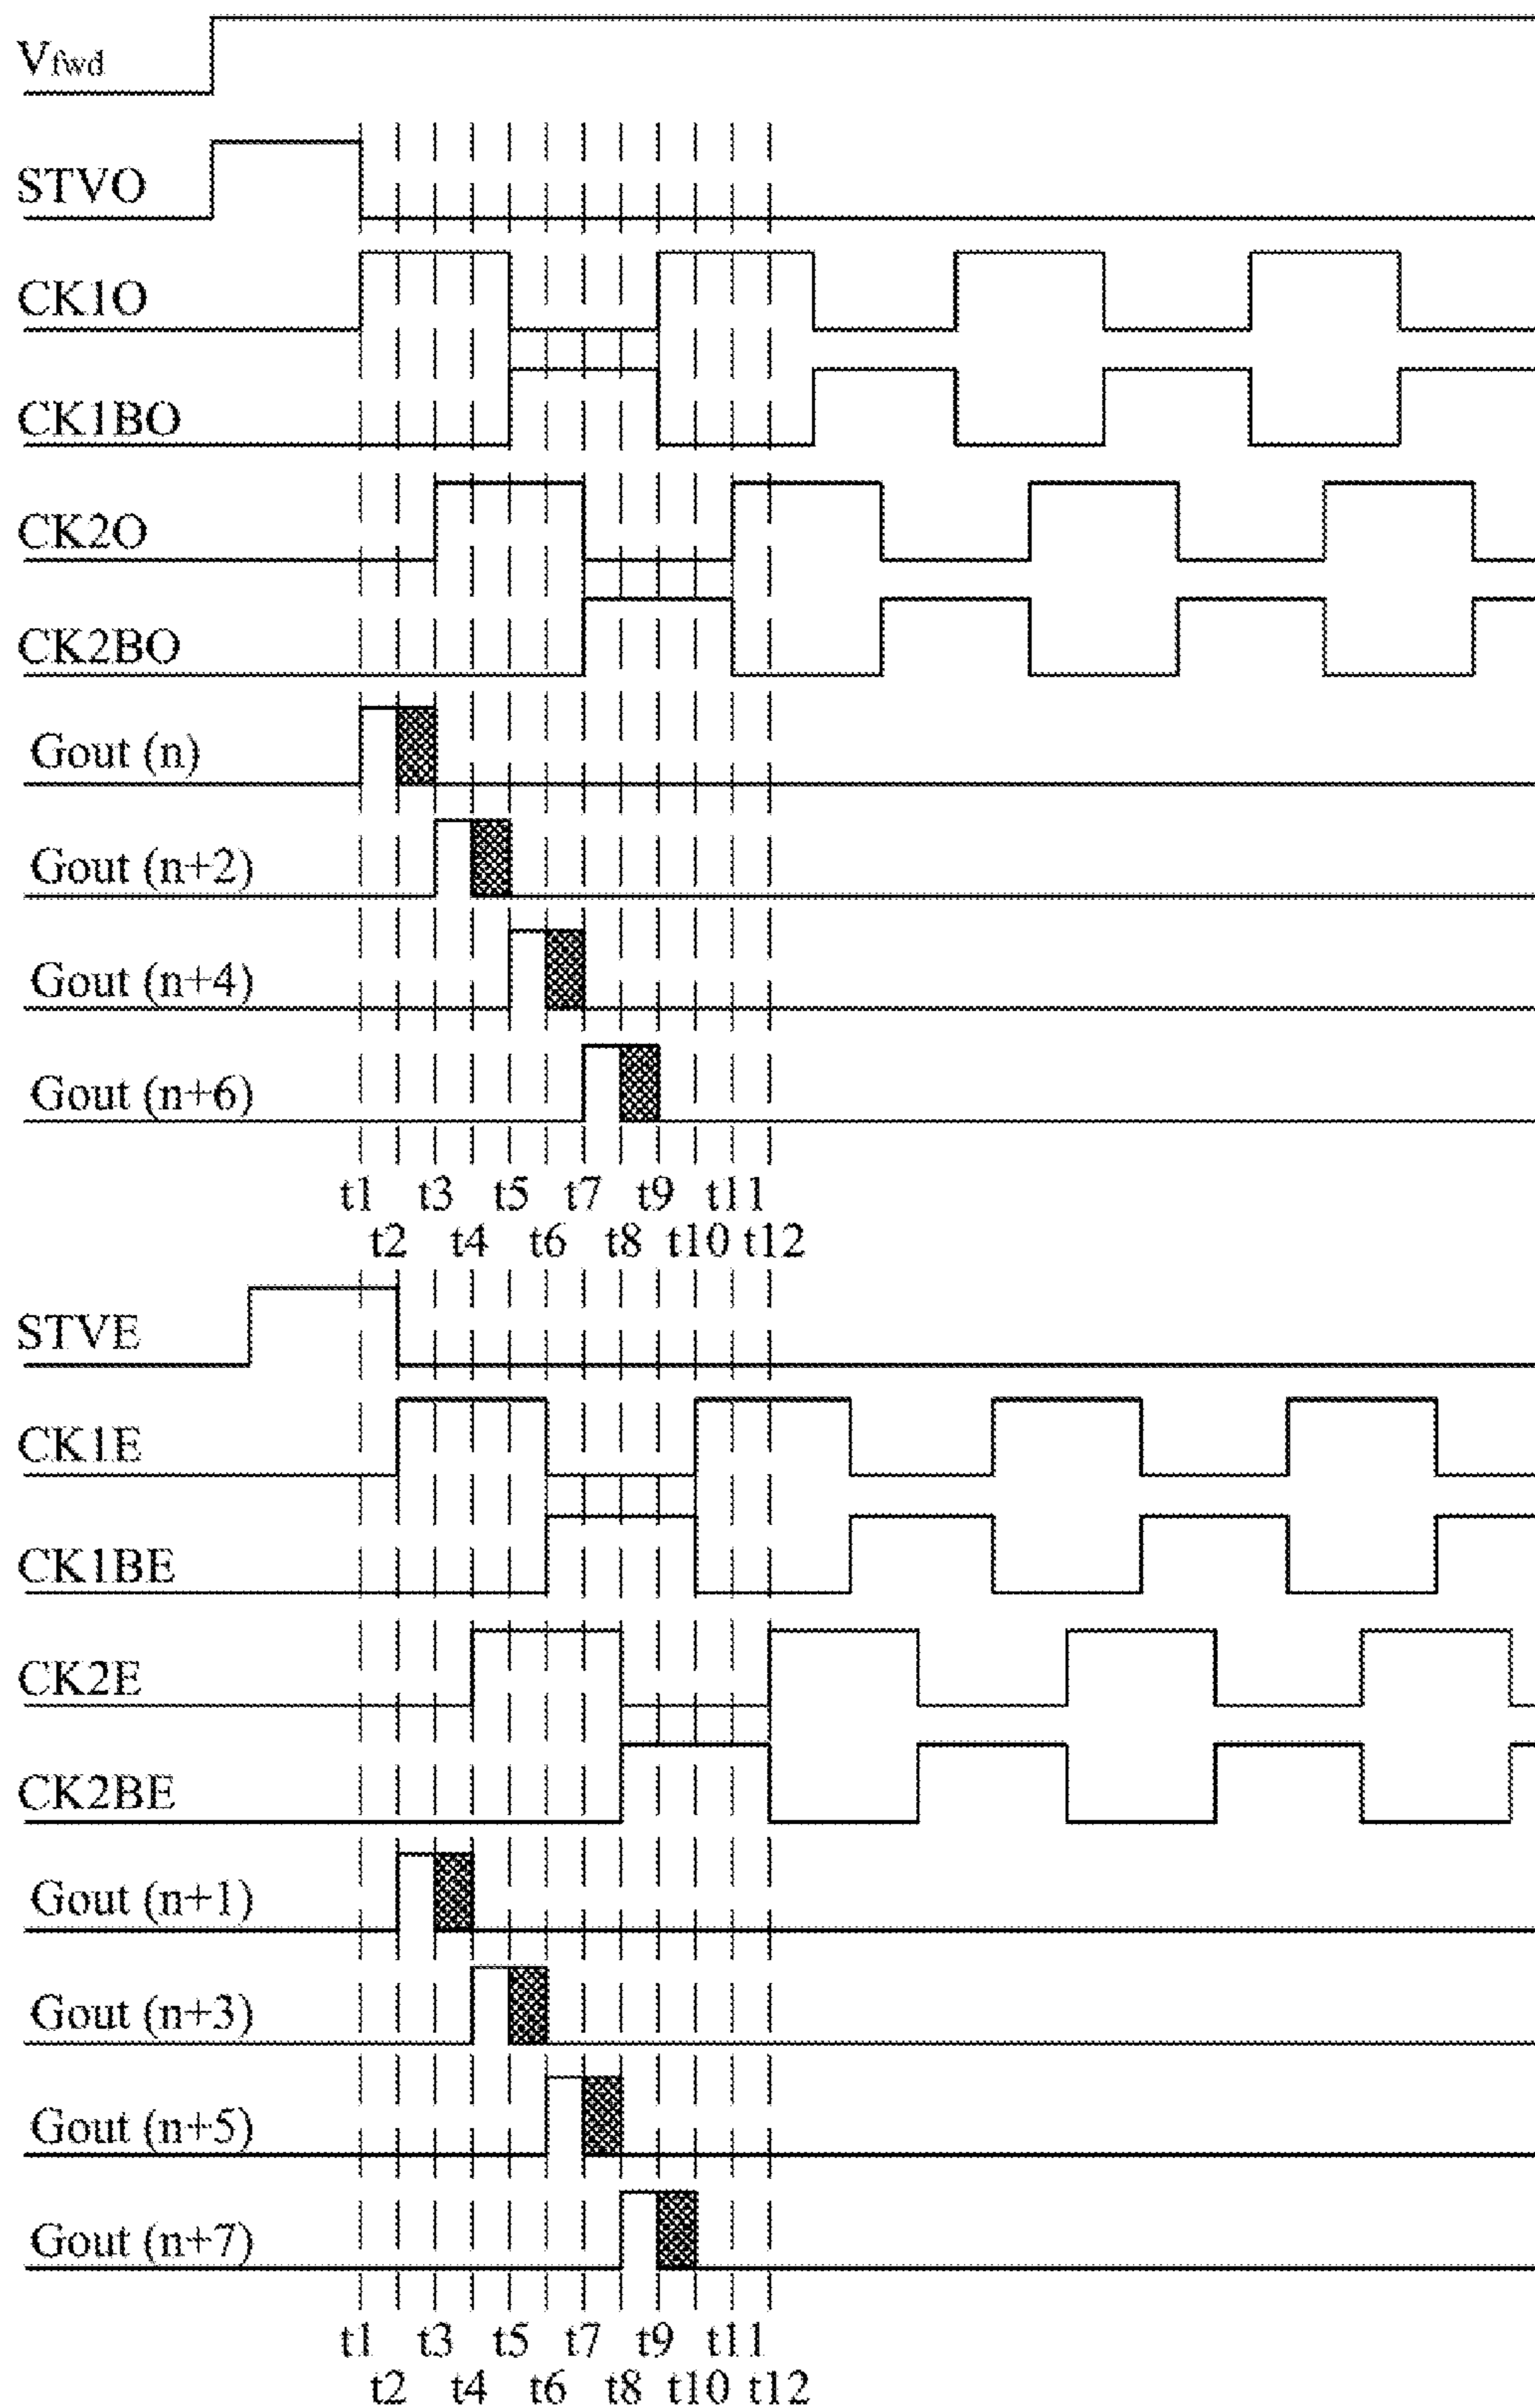 Vfwd
STVO
CK1O
CK1BO
CK2O
CK2BO
Gout (n)
Gout (n+2)
Gout (n+4)
Gout (n+6)
t1 t3 t5 t7 t9 t11
t2 t4 t6 t8 t10 t12
STVE
CK1E
CK1BE
CK2E
CK2BE
Gout (n+1)
Gout (n+3)
Gout (n+5)
Gout (n+7)
t1 t3 t5 t7 t9 t11
t2 t4 t6 t8 t10 t12